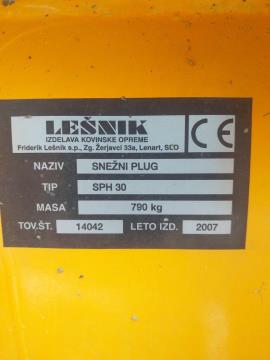 LEŠNIK
IZDELAVA KOVINSKE OPREME
Friderik Lešnik s.p., Zg. Žerjavci 33a, Lenart, SLO
CE
NAZIV SNEŽNI PLUG
TIP SPH 30
MASA 790 kg
TOV.ŠT. 14042 LETO IZD. 2007